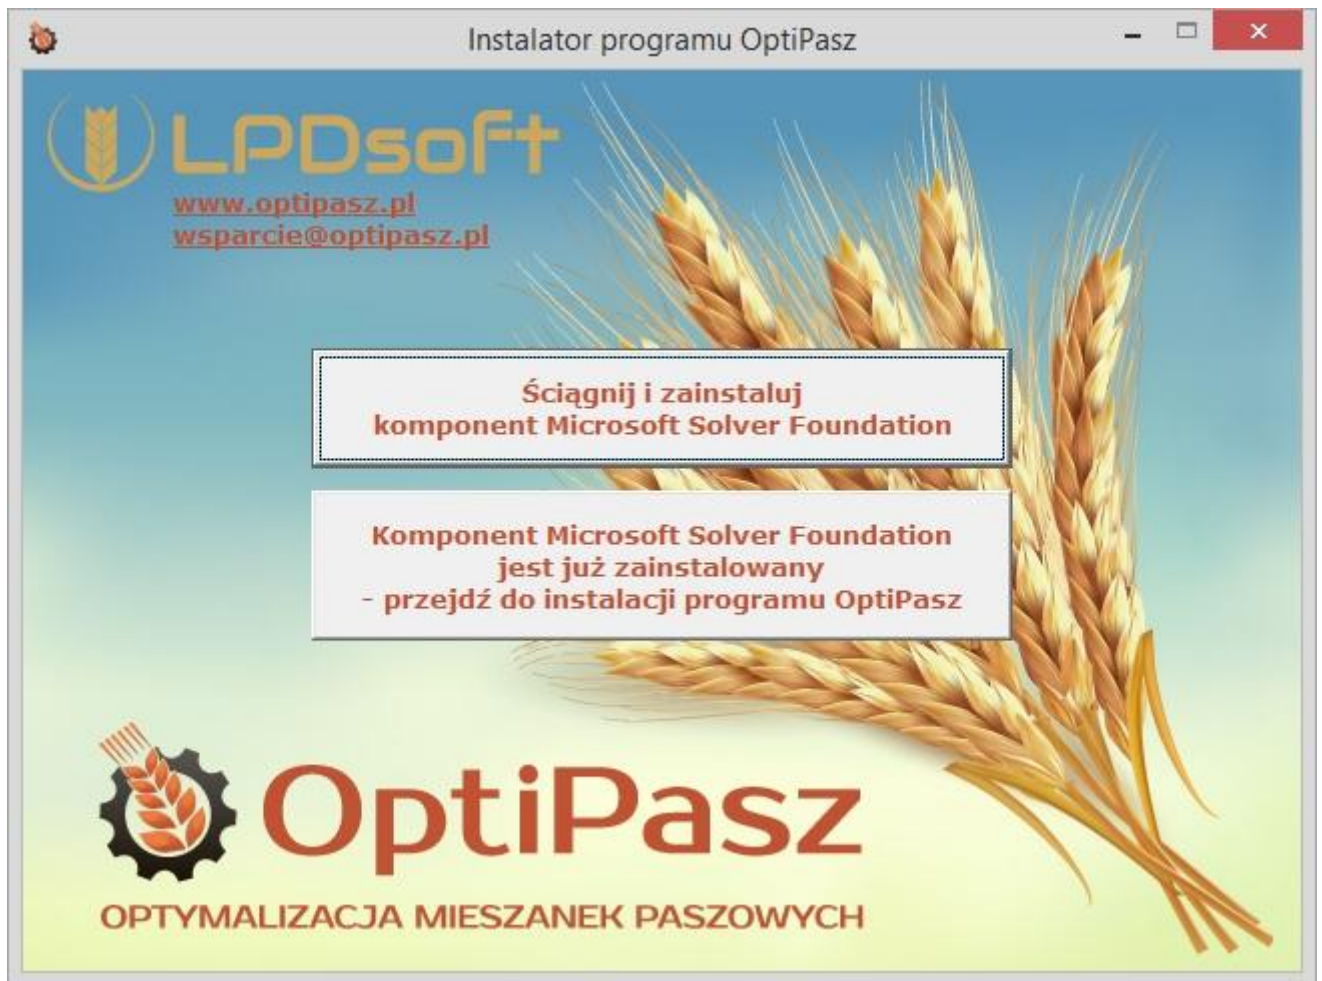 Instalator programu OptiPasz
LPDsoft
www.optipasz.pl
wsparcie@optipasz.pl
Ściągnij i zainstaluj
komponent Microsoft Solver Foundation
Komponent Microsoft Solver Foundation
jest już zainstalowany
- przejdź do instalacji programu OptiPasz
OptiPasz
OPTYMALIZACJA MIESZANEK PASZOWYCH